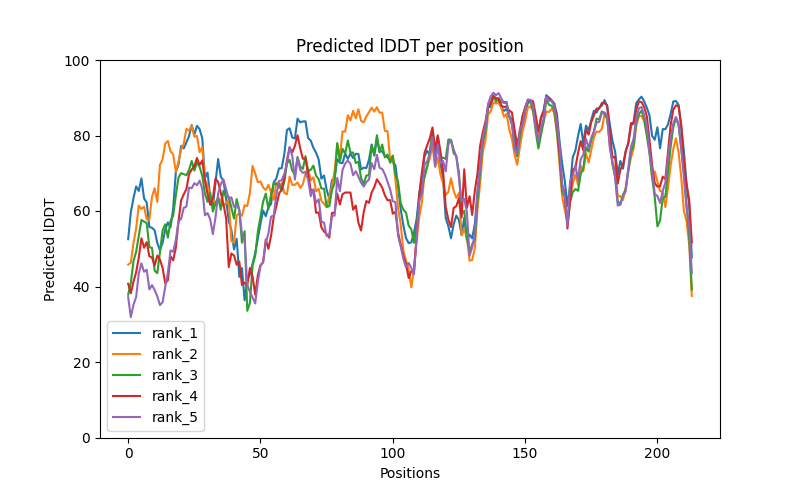 Predicted lDDT per position
Predicted lDDT
100
80
60
40
20
0
rank_1
rank_2
rank_3
rank_4
rank_5
0 50 100 150 200
Positions